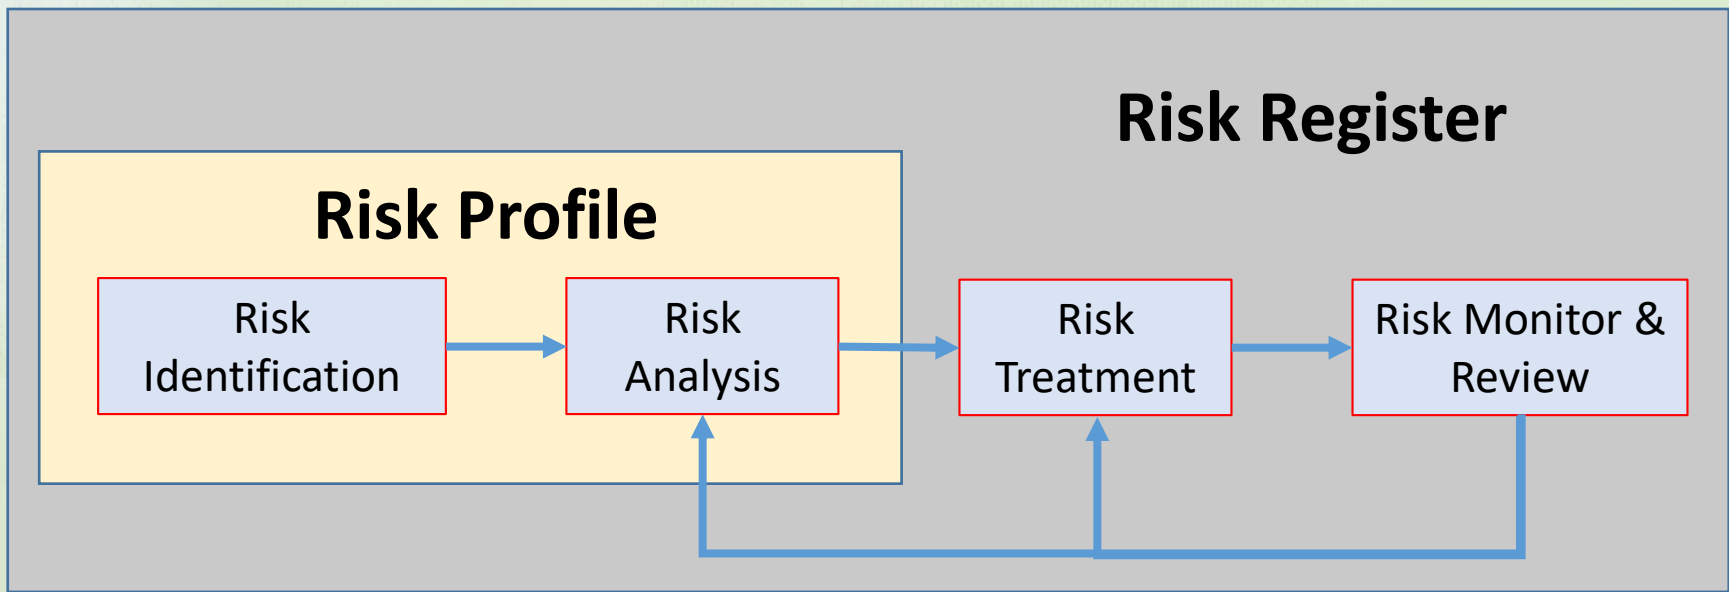 Risk Register
Risk Profile
Risk
Identification
Risk
Analysis
Risk
Treatment
Risk Monitor &
Review